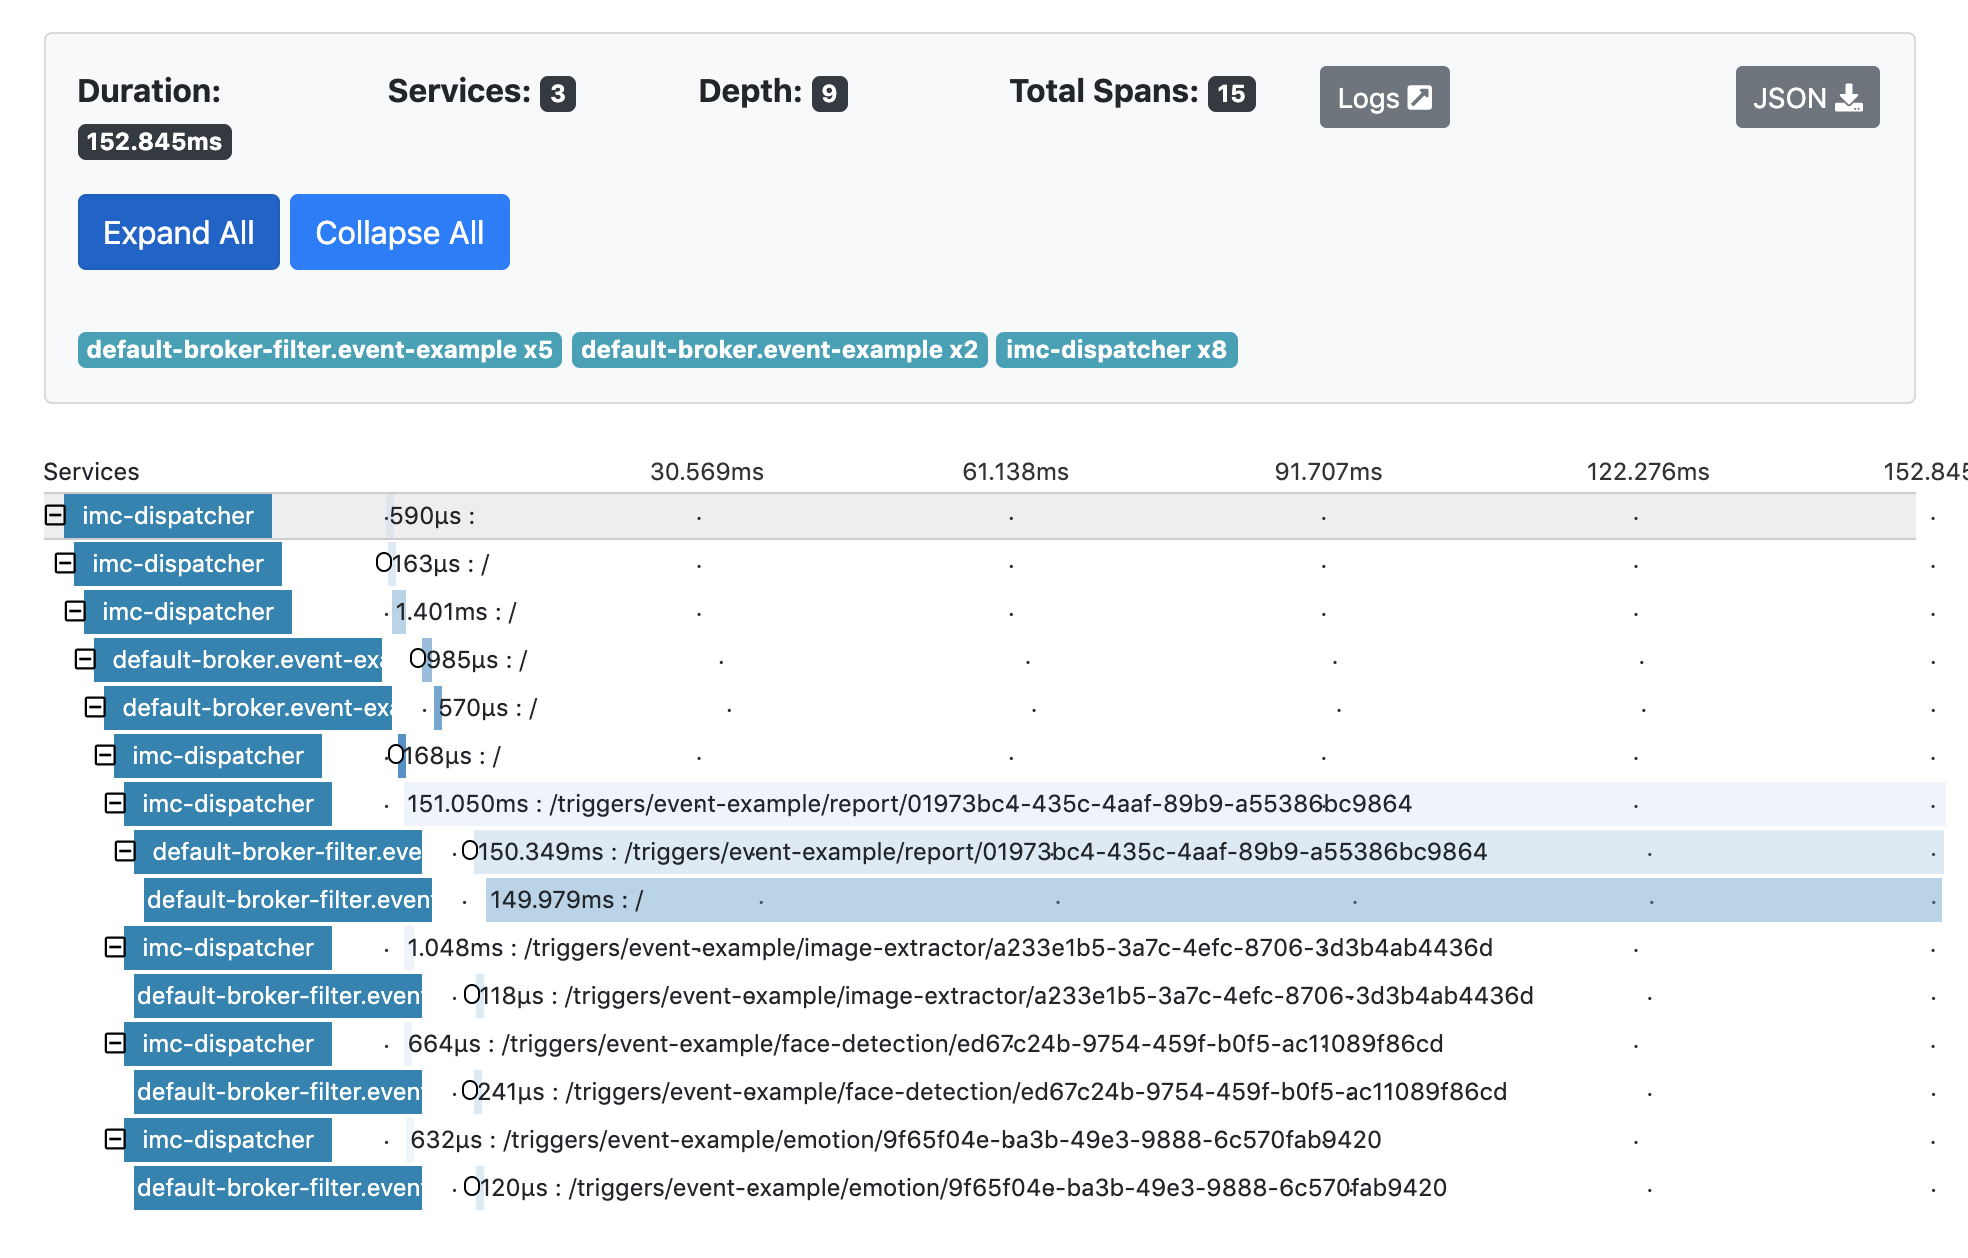 Duration: Services: 3 Depth: 9 Total Spans: 15 Logs JSON
152.845ms
Expand All Collapse All
default-broker-filter.event-example x5 default-broker.event-example x2 imc-dispatcher x8
Services 30.569ms 61.138ms 91.707ms 122.276ms 152.845
imc-dispatcher 590µs :
imc-dispatcher 163µs : /
imc-dispatcher 1.401ms : /
default-broker.event-exa 985µs : /
default-broker.event-exa 570µs : /
imc-dispatcher 168µs : /
imc-dispatcher 151.050ms : /triggers/event-example/report/01973bc4-435c-4aaf-89b9-a55386bc9864
default-broker-filter.eve 150.349ms : /triggers/event-example/report/01973bc4-435c-4aaf-89b9-a55386bc9864
default-broker-filter.event 149.979ms : /
imc-dispatcher 1.048ms : /triggers/event-example/image-extractor/a233e1b5-3a7c-4efc-8706-3d3b4ab4436d
default-broker-filter.event 118µs : /triggers/event-example/image-extractor/a233e1b5-3a7c-4efc-8706-3d3b4ab4436d
imc-dispatcher 664µs : /triggers/event-example/face-detection/ed67c24b-9754-459f-b0f5-ac11089f86cd
default-broker-filter.event 241µs : /triggers/event-example/face-detection/ed67c24b-9754-459f-b0f5-ac11089f86cd
imc-dispatcher 632µs : /triggers/event-example/emotion/9f65f04e-ba3b-49e3-9888-6c570fab9420
default-broker-filter.event 120µs : /triggers/event-example/emotion/9f65f04e-ba3b-49e3-9888-6c570fab9420